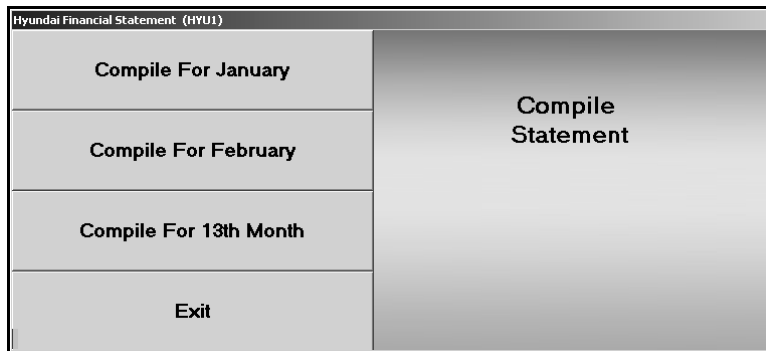 Hyundai Financial Statement (HYU1)
Compile For January
Compile For February
Compile For 13th Month
Exit
Compile
Statement